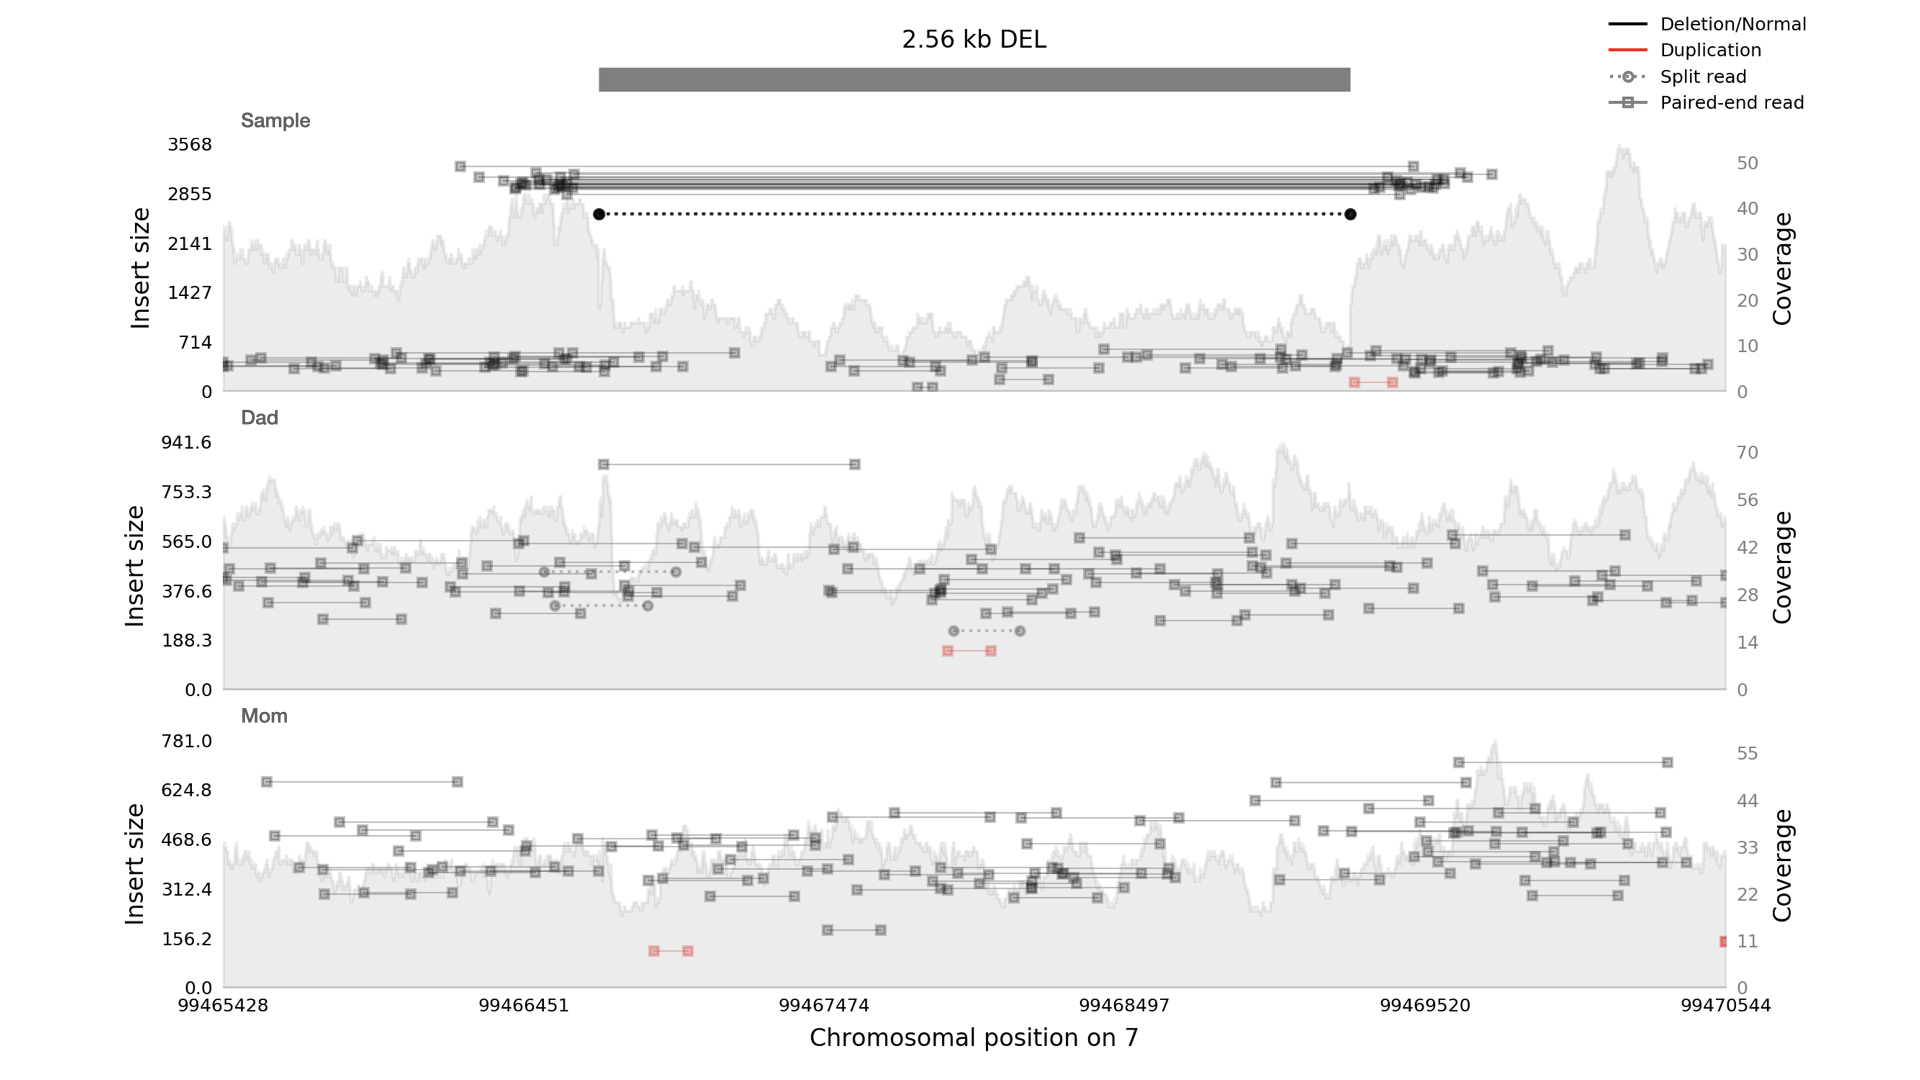 2.56 kb DEL
Deletion/Normal
Duplication
Split read
Paired-end read
Sample
3568
2855
2141
1427
714
0
Insert size
50
40
30
20
10
0
Coverage
Dad
941.6
753.3
565.0
376.6
188.3
0.0
Insert size
70
56
42
28
14
0
Coverage
Mom
781.0
624.8
468.6
312.4
156.2
0.0
Insert size
55
44
33
22
11
0
Coverage
99465428 99466451 99467474 99468497 99469520 99470544
Chromosomal position on 7